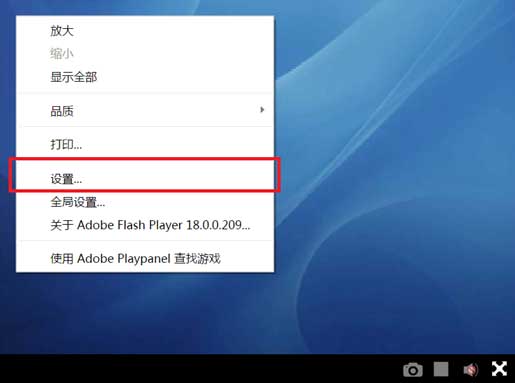 放大
缩小
显示全部
品质
打印...
设置...
全局设置...
关于 Adobe Flash Player 18.0.0.209...
使用 Adobe Playpanel 查找游戏